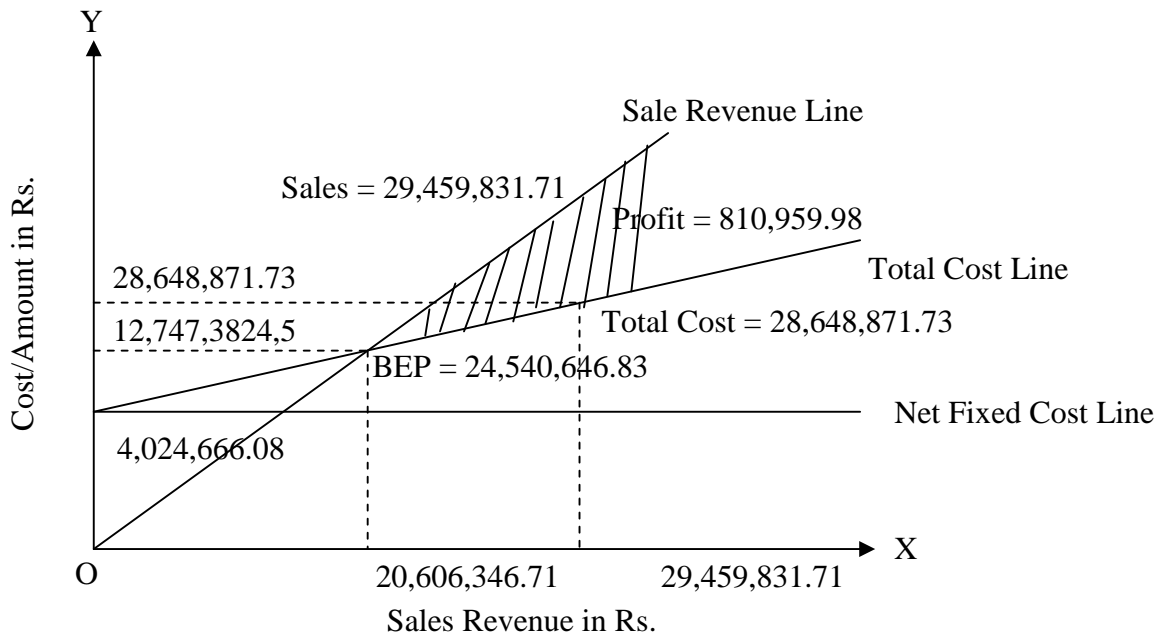 Y
Sale Revenue Line
Sales = 29,459,831.71
Profit = 810,959.98
Cost/Amount in Rs.
28,648,871.73
Total Cost Line
12,747,3824,5
Total Cost = 28,648,871.73
BEP = 24,540,646.83
Net Fixed Cost Line
4,024,666.08
X
O
20,606,346.71
29,459,831.71
Sales Revenue in Rs.